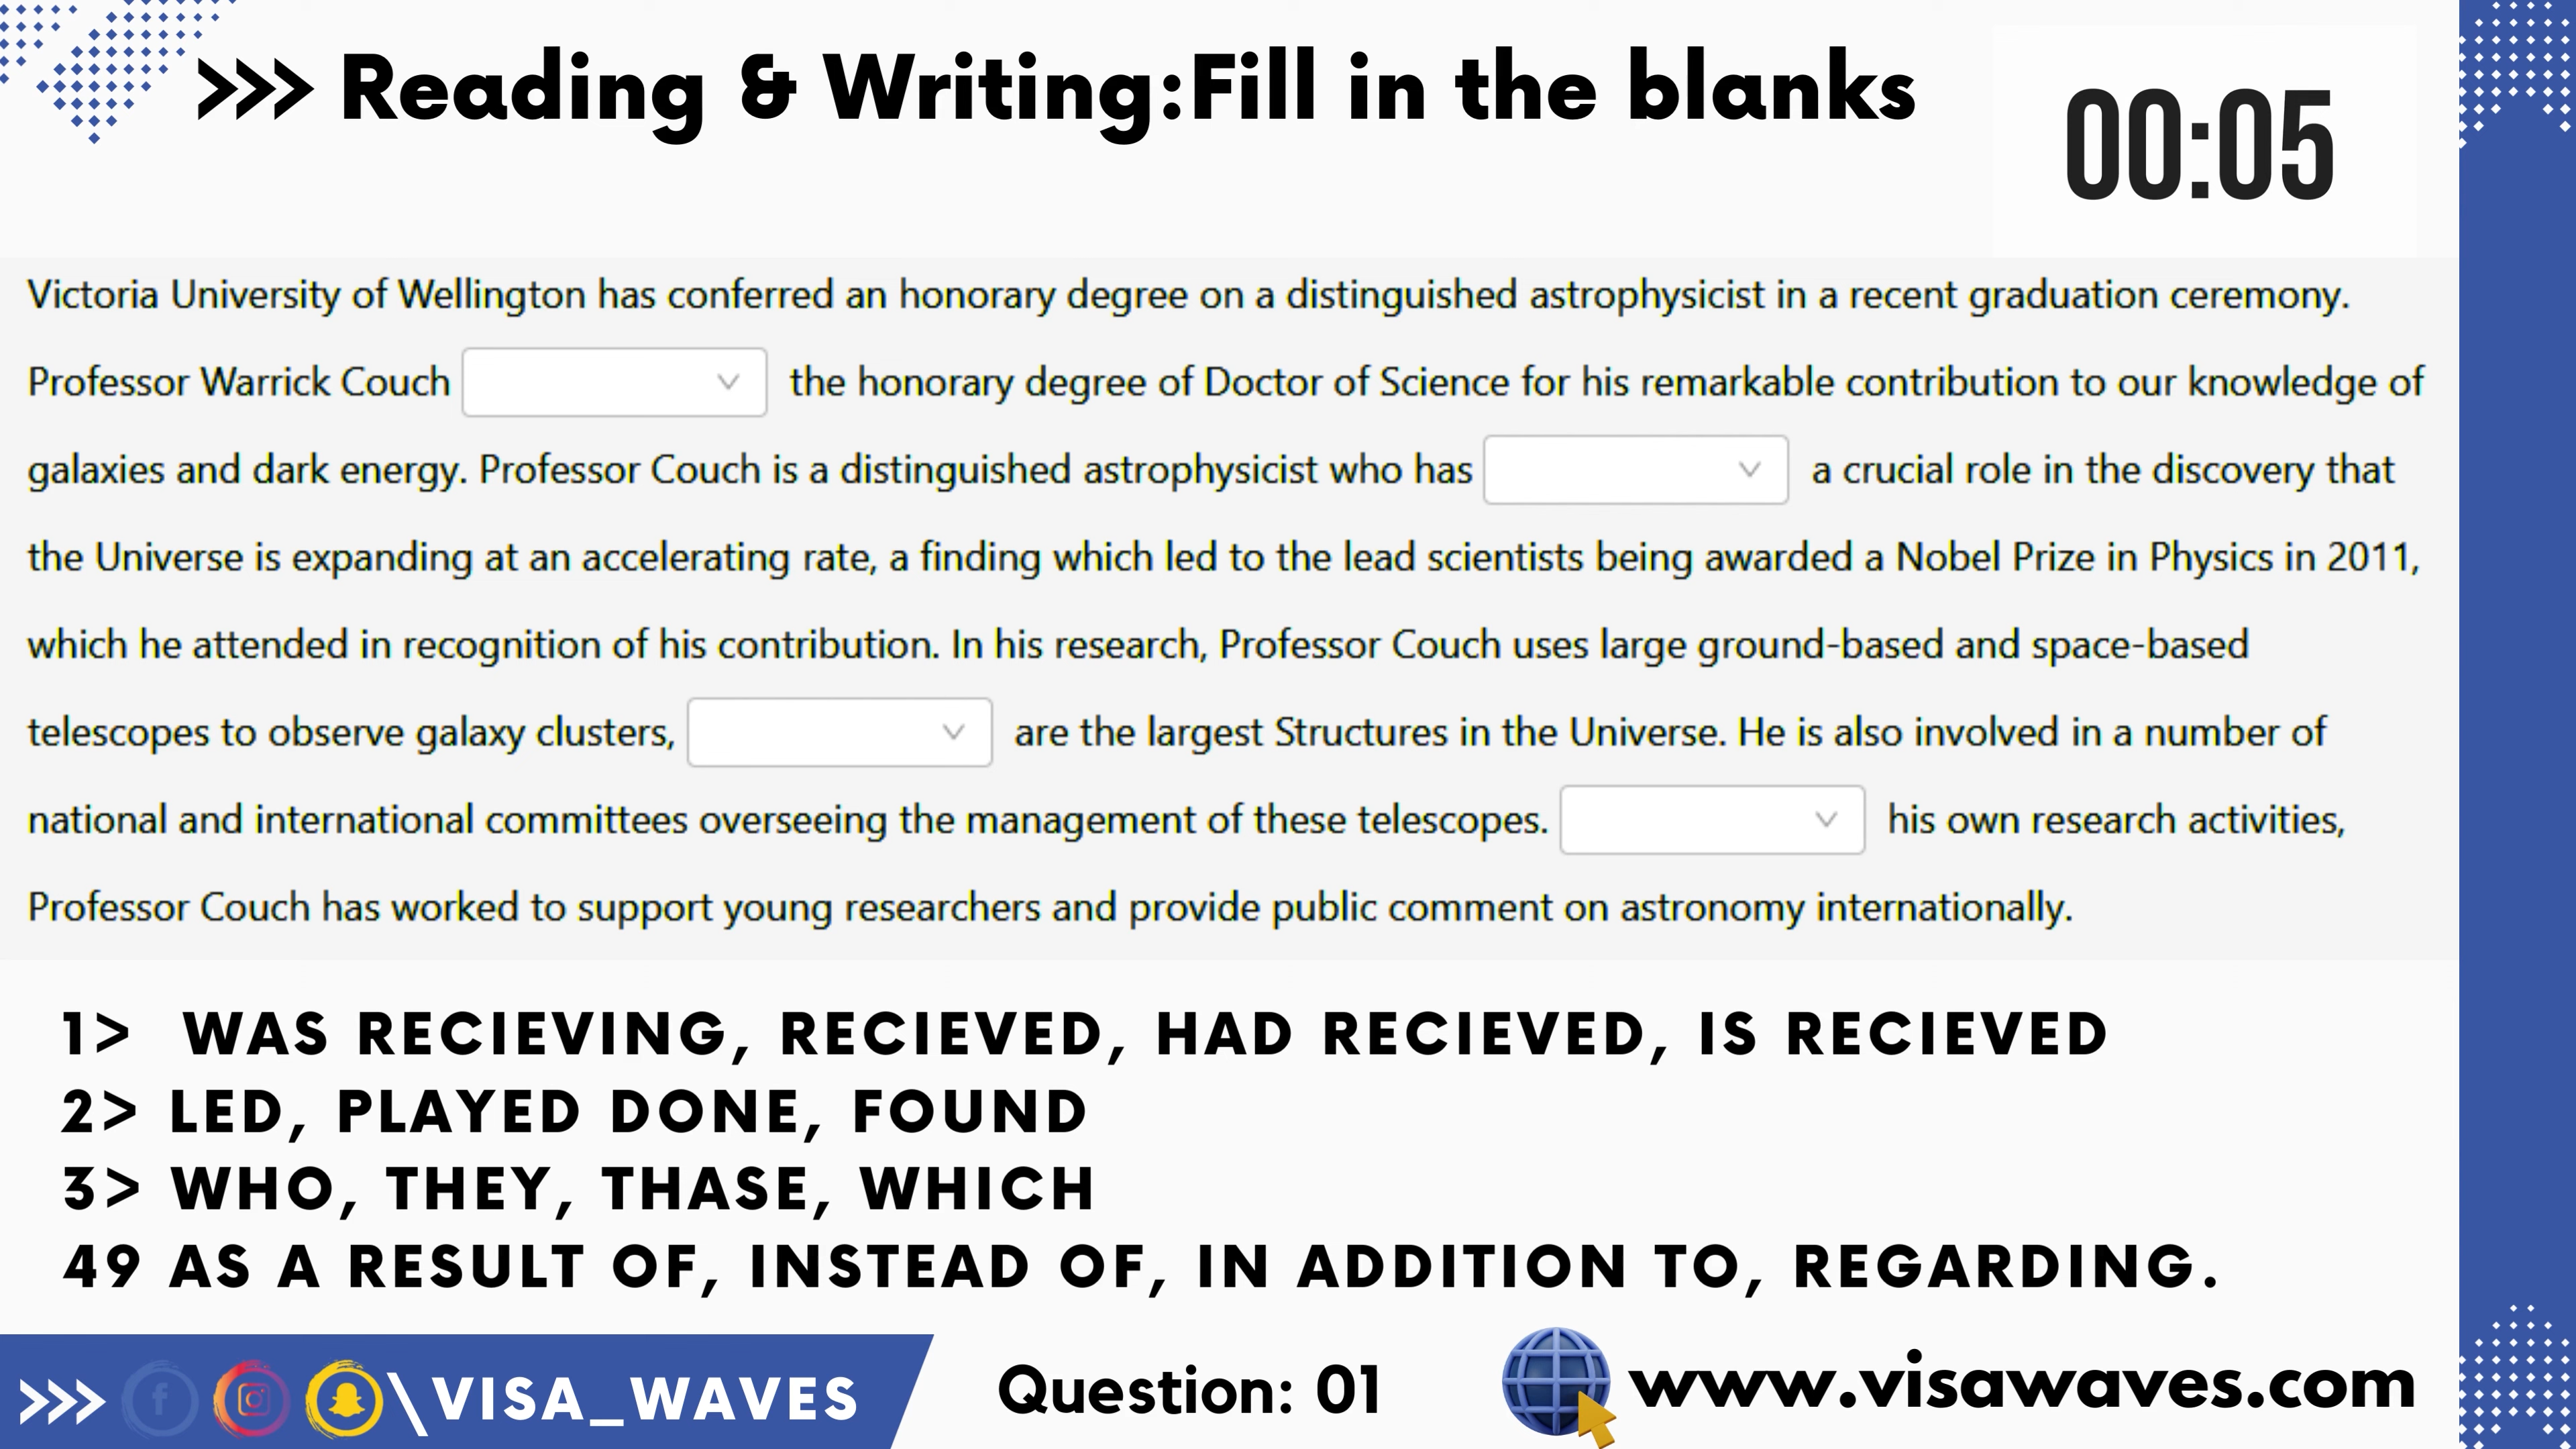 >>> Reading & Writing:Fill in the blanks
00:05
Victoria University of Wellington has conferred an honorary degree on a distinguished astrophysicist in a recent graduation ceremony.
Professor Warrick Couch the honorary degree of Doctor of Science for his remarkable contribution to our knowledge of
galaxies and dark energy. Professor Couch is a distinguished astrophysicist who has a crucial role in the discovery that
the Universe is expanding at an accelerating rate, a finding which led to the lead scientists being awarded a Nobel Prize in Physics in 2011,
which he attended in recognition of his contribution. In his research, Professor Couch uses large ground-based and space-based
telescopes to observe galaxy clusters, are the largest Structures in the Universe. He is also involved in a number of
national and international committees overseeing the management of these telescopes. his own research activities,
Professor Couch has worked to support young researchers and provide public comment on astronomy internationally.
1> WAS RECIEVING, RECIEVED, HAD RECIEVED, IS RECIEVED
2> LED, PLAYED DONE, FOUND
3> WHO, THEY, THASE, WHICH
49 AS A RESULT OF, INSTEAD OF, IN ADDITION TO, REGARDING.
>>> \VISA_WAVES
Question: 01
www.visawaves.com